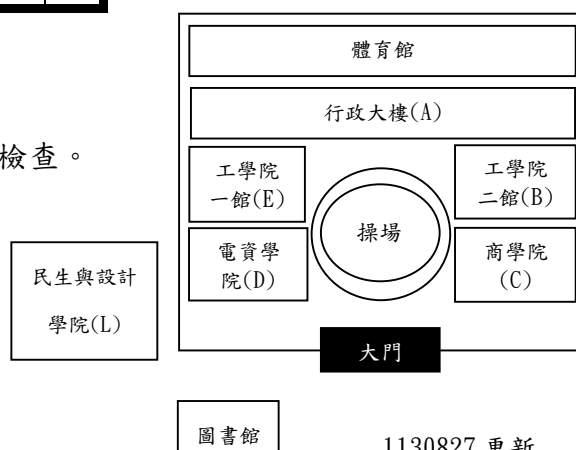 體育館
行政大樓(A)
檢查。
工學院
一館(E)
工學院
二館(B)
操場
電資學
院(D)
商學院
(C)
民生與設計
學院(L)
大門
圖書館
1130827 更新